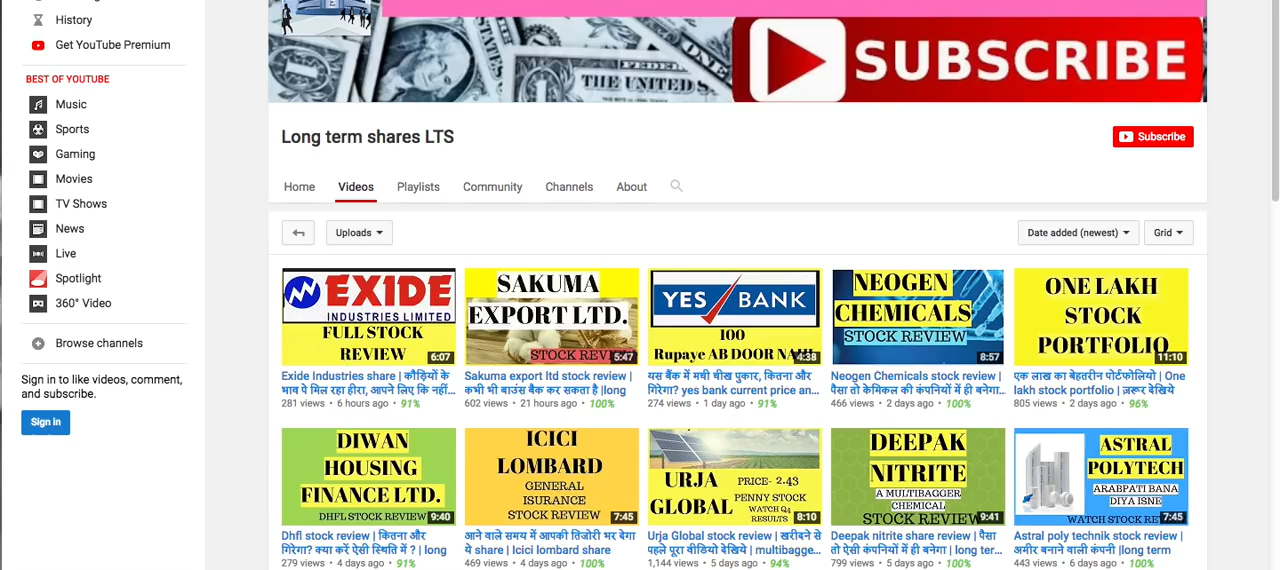 History
Get YouTube Premium
BEST OF YOUTUBE
Music
Sports
Gaming
Movies
TV Shows
News
Live
Spotlight
360° Video
Browse channels
Sign in to like videos, comment,
and subscribe.
Sign in
FEDER
THE UNITED S.
SUBSCRIBE
Long term shares LTS
Subscribe
Home
Videos
Playlists
Community
Channels
About
Uploads
Date added (newest)
Grid
EXIDE
INDUSTRIES LIMITED
FULL STOCK
REVIEW
6:07
Exide Industries share | कौड़ियों के
भाव पे मिल रहा हीरा, आपने लिए कि नहीं...
281 views • 6 hours ago • 91%
SAKUMA
EXPORT LTD.
STOCK REVI
5:47
Sakuma export ltd stock review |
कभी भी बाउंस बैक कर सकता है |long
602 views • 21 hours ago • 100%
YES BANK
100
Rupaye AB DOOR NAHI
4:38
यस बैंक में मची चीख पुकार, कितना और
गिरेगा? yes bank current price an...
274 views • 1 day ago • 91%
NEOGEN
CHEMICALS
STOCK REVIEW
8:57
Neogen Chemicals stock review |
पैसा तो केमिकल की कंपनियों में ही बनेगा...
466 views • 2 days ago • 100%
ONE LAKH
STOCK
PORTFOLIO
11:10
एक लाख का बेहतरीन पोर्टफोलियो | One
lakh stock portfolio | ज़रूर देखिये
805 views • 2 days ago • 96%
DIWAN
HOUSING
FINANCE LTD.
DHFL STOCK REVIEW
9:40
Dhfl stock review | कितना और
गिरेगा? क्या करें ऐसी स्थिति में ? | long
279 views • 4 days ago • 91%
ICICI
LOMBARD
GENERAL
ISURANCE
STOCK REVIEW
7:45
आने वाले समय में आपकी तिजोरी भर देगा
ये share | Icici lombard share
469 views • 4 days ago • 100%
URJA
GLOBAL
PRICE- 2.43
PENNY STOCK
WATCH Q4
RESULTS
8:10
Urja Global stock review | खरीबने से
पहले पूरा वीडियो देखिये | multibagge...
1,144 views • 5 days ago • 94%
DEEPAK
NITRITE
A MULTIBAGGER
CHEMICAL
STOCK REVIEW
9:41
Deepak nitrite share review | पैसा
तो ऐसी कंपनियों में ही बनेगा | long ter...
799 views • 5 days ago • 100%
ASTRAL
POLYTECH
ARABPATI BANA
DIYA ISNE
WATCH STOCK RE
7:45
Astral poly technik stock review |
अमीर बनाने वाली कंपनी |long term
443 views • 6 days ago • 100%